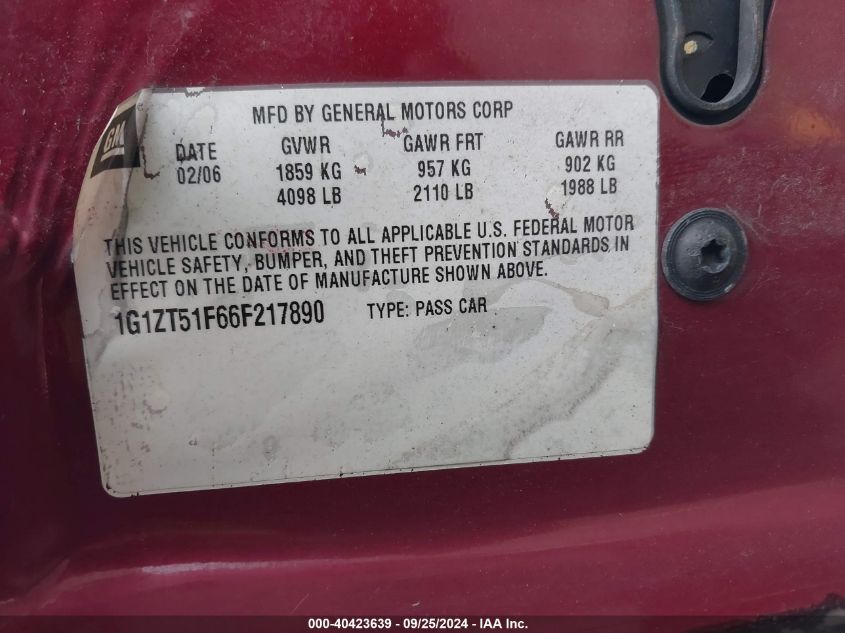 MFD BY GENERAL MOTORS CORP
GM
DATE GVWR GAWR FRT GAWR RR
02/06 1859 KG 957 KG 902 KG
4098 LB 2110 LB 1988 LB
THIS VEHICLE CONFORMS TO ALL APPLICABLE U.S. FEDERAL MOTOR
VEHICLE SAFETY, BUMPER, AND THEFT PREVENTION STANDARDS IN
EFFECT ON THE DATE OF MANUFACTURE SHOWN ABOVE.
1G1ZT51F66F217890 TYPE: PASS CAR
000-40423639 - 09/25/2024 - IAA Inc.